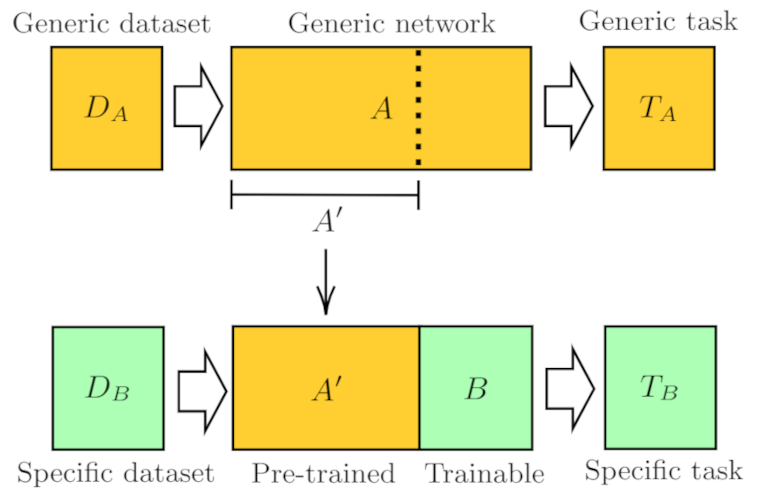 Generic dataset
Generic network
Generic task
D_A
A
T_A
A′
D_B
A′
B
T_B
Specific dataset
Pre-trained
Trainable
Specific task